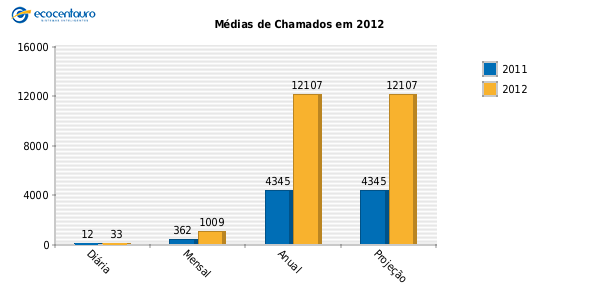 ecocentauro
Médias de Chamados em 2012
16000
12000
8000
4000
0
12
33
362
1009
4345
12107
4345
12107
Diária
Mensal
Anual
Projeção
2011
2012